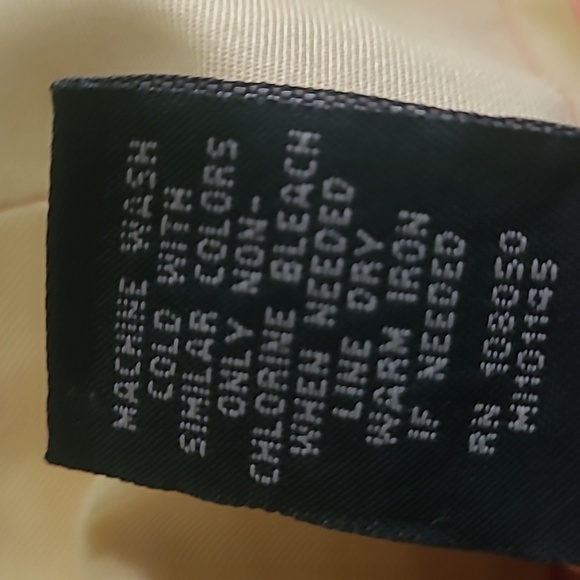 MACHINE WASH
COLD WITH
SIMILAR COLORS
ONLY NON-
CHLORINE BLEACH
WHEN NEEDED
LINE DRY
WARM IRON
IF NEEDED
RN 108050